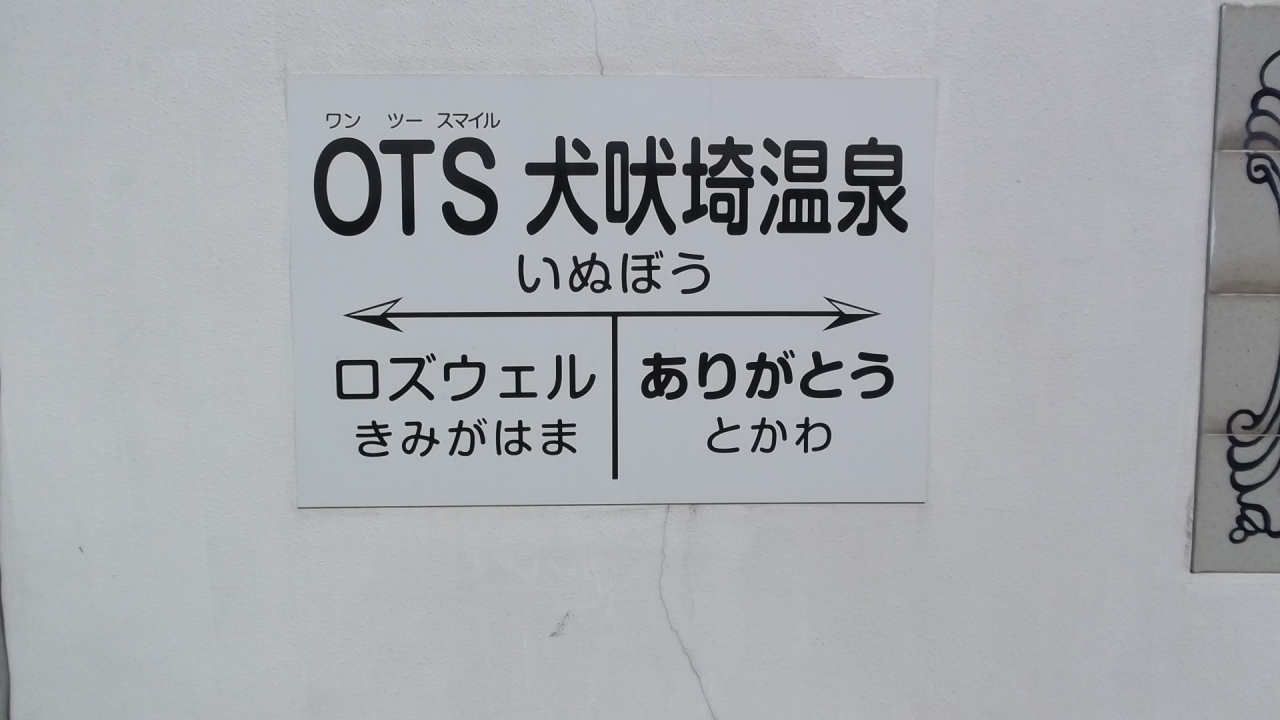 ワン ツー スマイル
OTS 犬吠埼温泉
いぬぼう
ロズウェル ありがとう
きみがはま とかわ